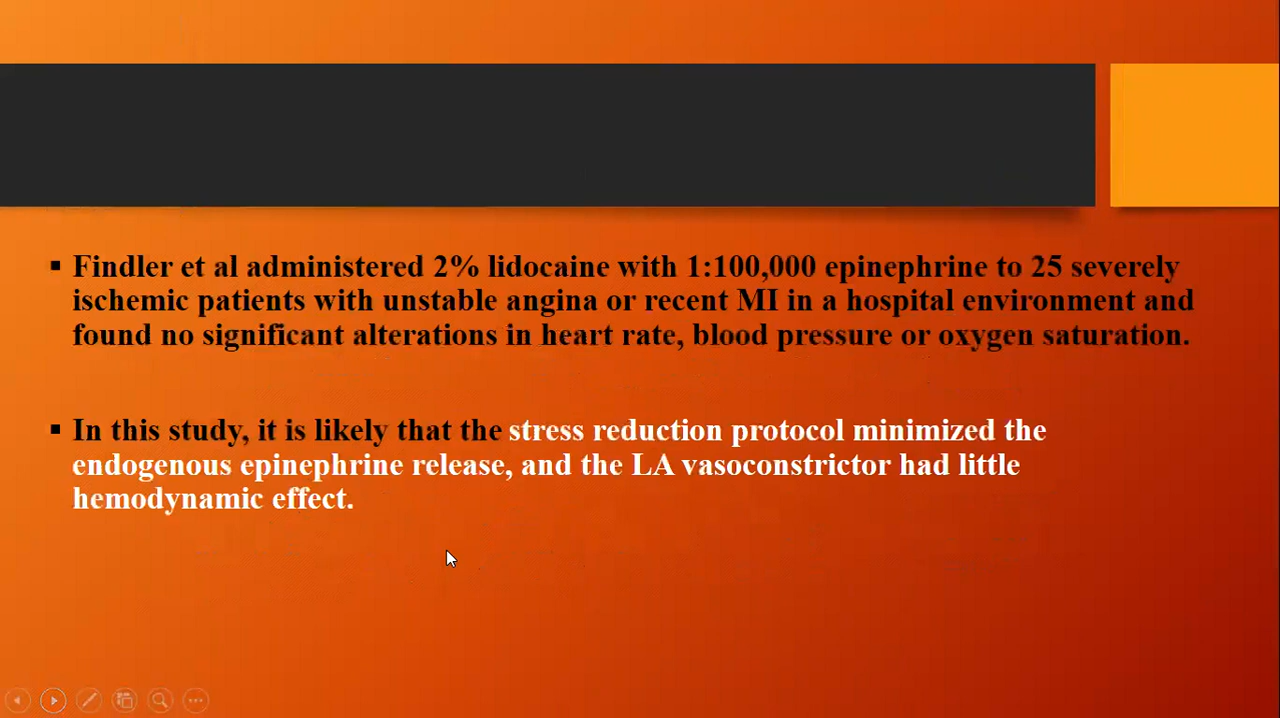 ▪ Findler et al administered 2% lidocaine with 1:100,000 epinephrine to 25 severely
ischemic patients with unstable angina or recent MI in a hospital environment and
found no significant alterations in heart rate, blood pressure or oxygen saturation.
▪ In this study, it is likely that the stress reduction protocol minimized the
endogenous epinephrine release, and the LA vasoconstrictor had little
hemodynamic effect.